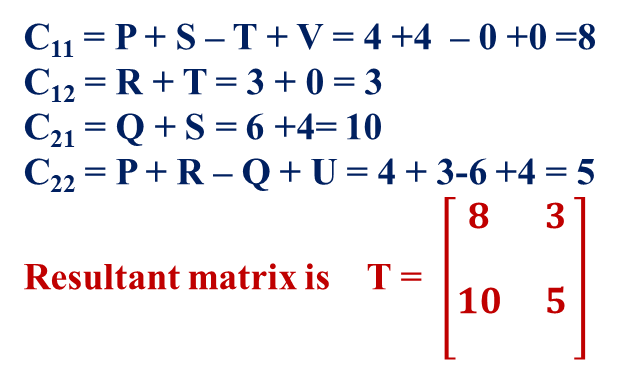 C₁₁ = P + S – T + V = 4 +4 – 0 +0 =8
C₁₂ = R + T = 3 + 0 = 3
C₂₁ = Q + S = 6 +4= 10
C₂₂ = P + R – Q + U = 4 + 3-6 +4 = 5
8 3
Resultant matrix is T =
10 5